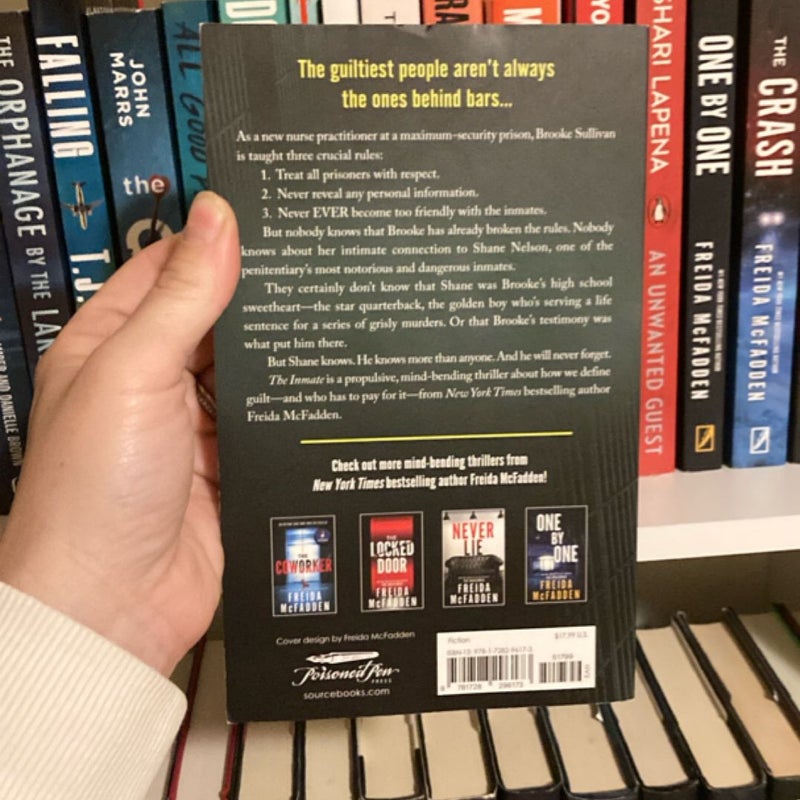 The guiltiest people aren't always
the ones behind bars...
As a new nurse practitioner at a maximum-security prison, Brooke Sullivan
is taught three crucial rules:
1. Treat all prisoners with respect.
2. Never reveal any personal information.
3. Never EVER become too friendly with the inmates.
But nobody knows that Brooke has already broken the rules. Nobody
knows about her intimate connection to Shane Nelson, one of the
penitentiary's most notorious and dangerous inmates.
They certainly don't know that Shane was Brooke's high school
sweetheart—the star quarterback, the golden boy who's serving a life
sentence for a series of grisly murders. Or that Brooke's testimony was
what put him there.
But Shane knows. He knows more than anyone. And he will never forget.
The Inmate is a propulsive, mind-bending thriller about how we define
guilt—and who has to pay for it—from New York Times bestselling author
Freida McFadden.
Check out more mind-bending thrillers from
New York Times bestselling author Freida McFadden!
THE
COWORKER
FREIDA
McFADDEN
THE
LOCKED
DOOR
FREIDA
McFADDEN
NEVER
LIE
FREIDA
McFADDEN
ONE
BY
ONE
FREIDA
McFADDEN
Cover design by Freida McFadden
Poisoned Pen
PRESS
sourcebooks.com
Fiction
$17.99 U.S.
51799
THE ORPHANAGE BY THE
FALLING
T.J.
JOHN
MARRS
the
ALL
SHARI LAPENA
AN UNWANTED GUEST
ONE BY ONE
FREIDA McFADDEN
THE CRASH
FREIDA McFADDEN